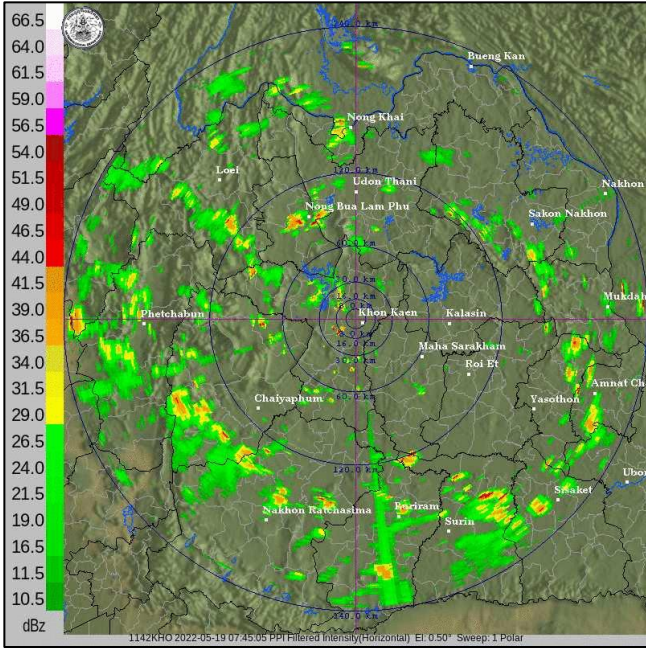 66.5
64.0
61.5
59.0
56.5
54.0
51.5
49.0
46.5
44.0
41.5
39.0
36.5
34.0
31.5
29.0
26.5
24.0
21.5
19.0
16.5
13.5
10.5
dBz
240.0 km
Bueng Kan
Nong Khai
Loei
Udon Thani
Nakhon
Nong Bua Lam Phu
Sakon Nakhon
Mukdah
Phetchabun
Khon Kaen
Kalasin
Maha Sarakham
Roi Et
60.0 km
Chaiyaphum
Yasothon
Amnat Ch
120.0 km
Ubon
Sisaket
Nakhon Ratchasima
Buriram
Surin
240.0 km
1142KHO 2022-05-19 07:45:05 PPI Filtered Intensity(Horizontal) El: 0.50° Sweep: 1 Polar